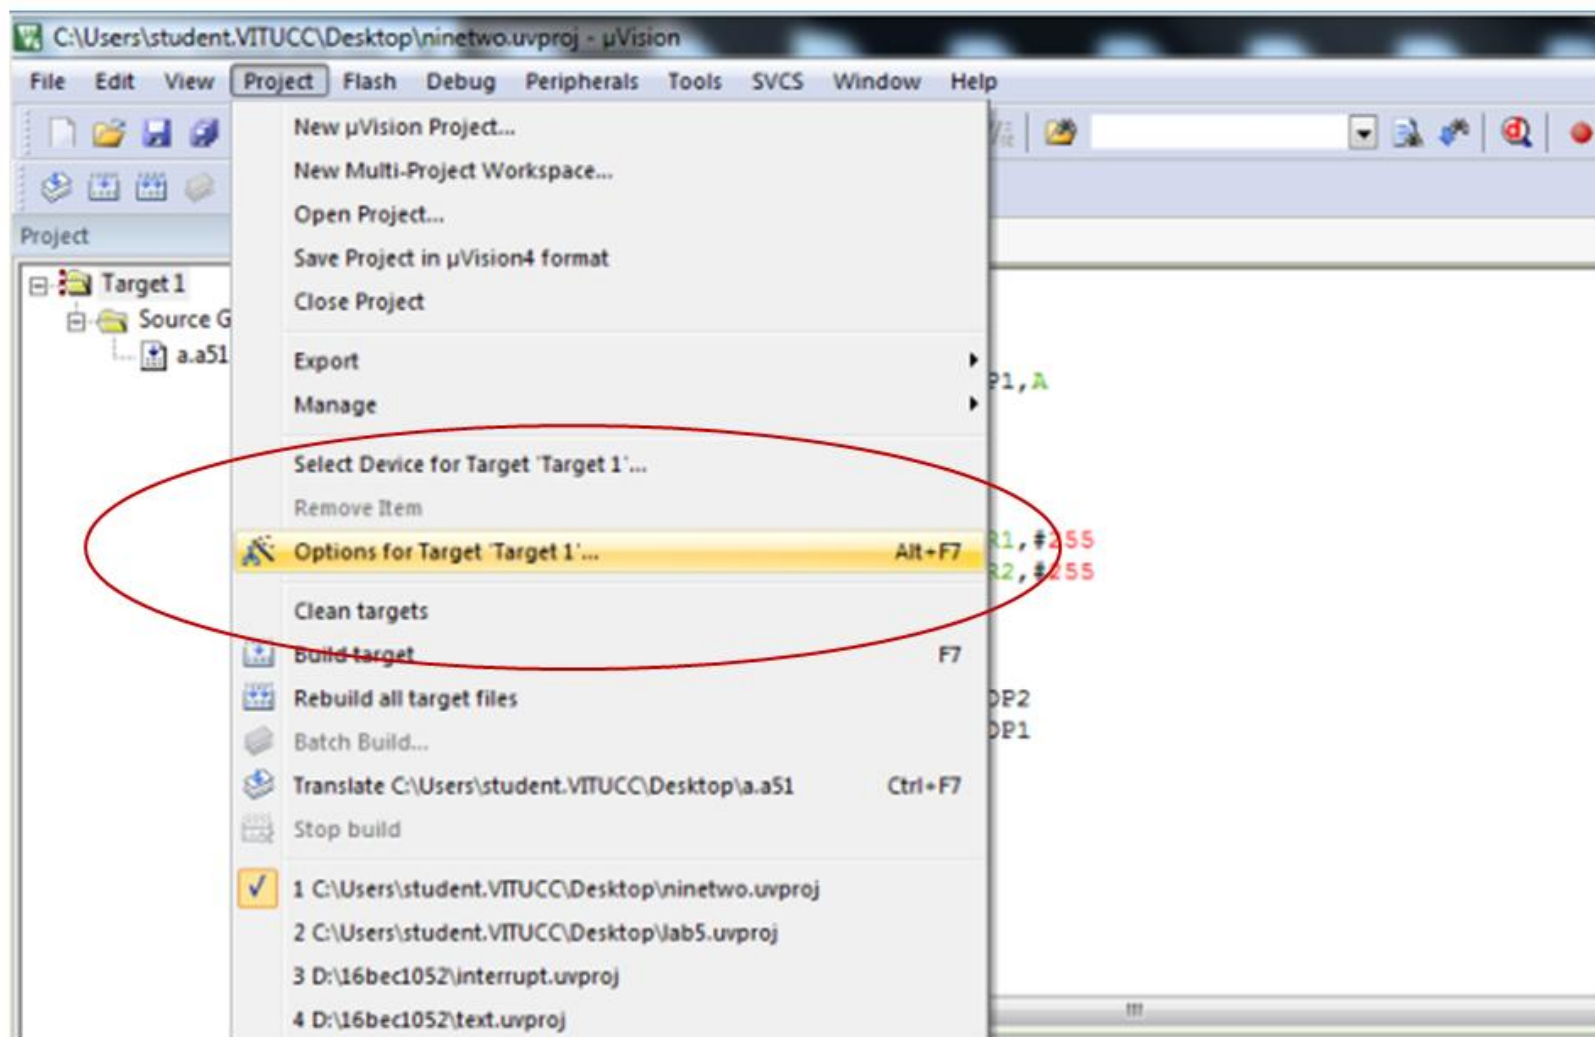 C:\Users\student.VITUCC\Desktop\ninetwo.uvproj - µVision
File Edit View Project Flash Debug Peripherals Tools SVCS Window Help
New µVision Project...
New Multi-Project Workspace...
Open Project...
Project
Save Project in µVision4 format
Target 1
Close Project
Source G
a.a51
Export
P1,A
Manage
Select Device for Target 'Target 1'...
Remove Item
R1,#255
Options for Target 'Target 1'... Alt+F7
R2,#255
Clean targets
Build target F7
Rebuild all target files
OP2
Batch Build...
OP1
Translate C:\Users\student.VITUCC\Desktop\a.a51 Ctrl+F7
Stop build
1 C:\Users\student.VITUCC\Desktop\ninetwo.uvproj
2 C:\Users\student.VITUCC\Desktop\lab5.uvproj
3 D:\16bec1052\interrupt.uvproj
4 D:\16bec1052\text.uvproj